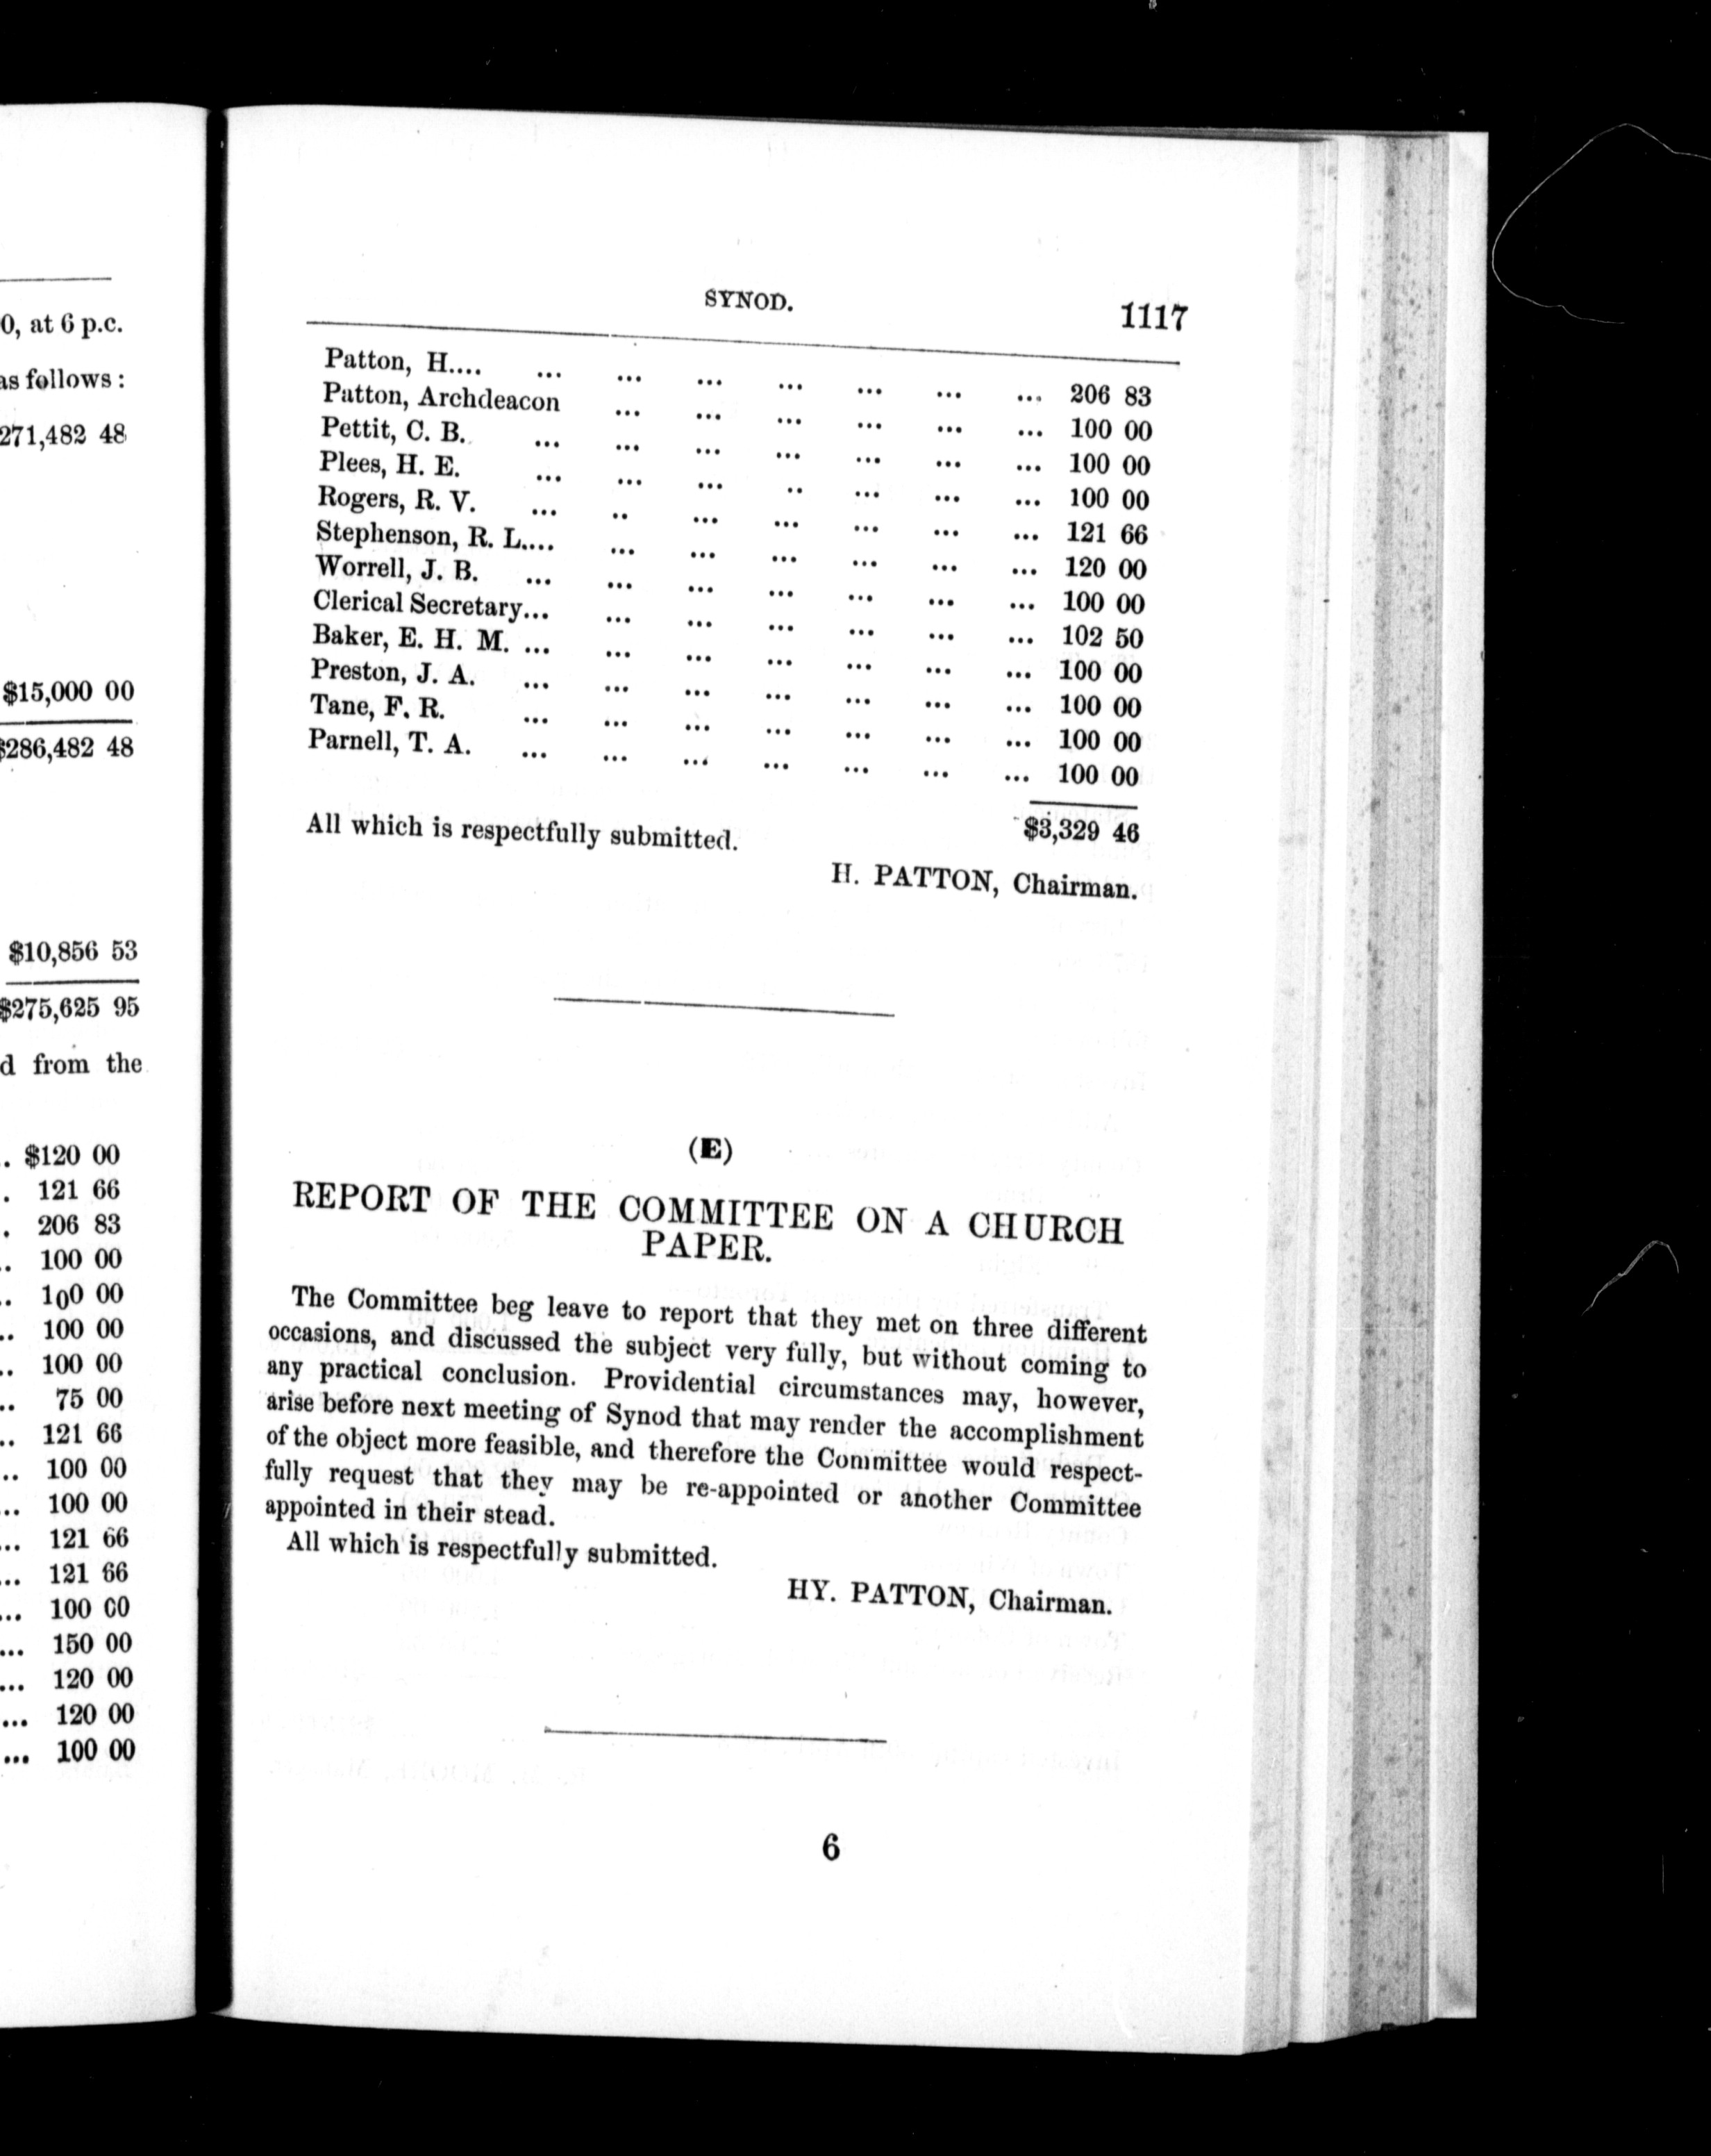 0, at 6 p.c.
as follows :
271,482 48
$15,000 00
$286,482 48
$10,856 53
$275,625 95
d from the
.. $120 00
. 121 66
. 206 83
.. 100 00
.. 100 00
.. 100 00
.. 100 00
.. 75 00
.. 121 66
.. 100 00
... 100 00
... 121 66
... 121 66
... 100 00
... 150 00
... 120 00
... 120 00
... 100 00
SYNOD. 1117
Patton, H.... ... ... ... ... ... ... ... 206 83
Patton, Archdeacon ... ... ... ... ... ... 100 00
Pettit, C. B. ... ... ... ... ... ... ... 100 00
Plees, H. E. ... ... ... .. ... ... ... 100 00
Rogers, R. V. ... .. ... ... ... ... ... 121 66
Stephenson, R. L.... ... ... ... ... ... ... 120 00
Worrell, J. B. ... ... ... ... ... ... ... 100 00
Clerical Secretary... ... ... ... ... ... ... 102 50
Baker, E. H. M. ... ... ... ... ... ... ... 100 00
Preston, J. A. ... ... ... ... ... ... ... 100 00
Tane, F. R. ... ... ... ... ... ... ... 100 00
Parnell, T. A. ... ... ... ... ... ... ... 100 00
$3,329 46
All which is respectfully submitted.
H. PATTON, Chairman.
(E)
REPORT OF THE COMMITTEE ON A CHURCH
PAPER.
The Committee beg leave to report that they met on three different
occasions, and discussed the subject very fully, but without coming to
any practical conclusion. Providential circumstances may, however,
arise before next meeting of Synod that may render the accomplishment
of the object more feasible, and therefore the Committee would respect-
fully request that they may be re-appointed or another Committee
appointed in their stead.
All which is respectfully submitted.
HY. PATTON, Chairman.
6